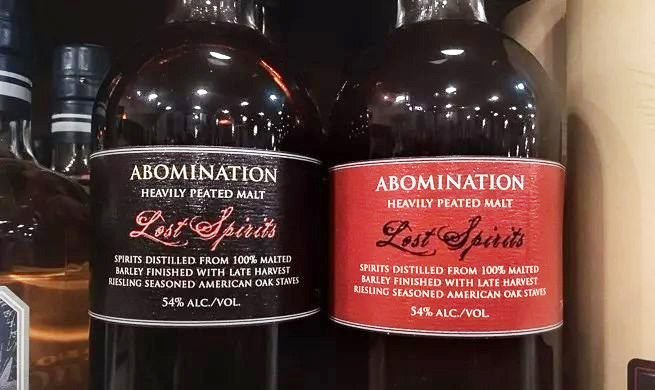 ABOMINATION
HEAVILY PEATED MALT
Lost Spirits
SPIRITS DISTILLED FROM 100% MALTED
BARLEY FINISHED WITH LATE HARVEST
RIESLING SEASONED AMERICAN OAK STAVES
54% ALC./VOL.
ABOMINATION
HEAVILY PEATED MALT
Lost Spirits
SPIRITS DISTILLED FROM 100% MALTED
BARLEY FINISHED WITH LATE HARVEST
RIESLING SEASONED AMERICAN OAK STAVES
54% ALC./VOL.